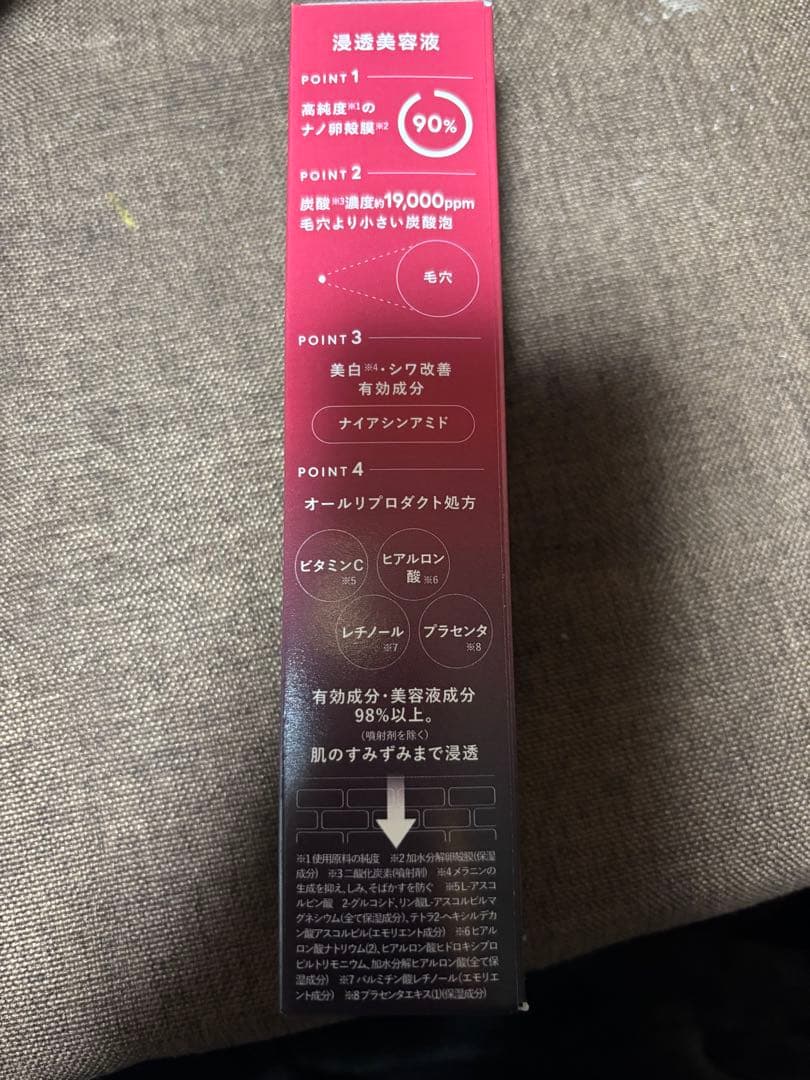 浸透美容液
POINT 1
高純度※1の
ナノ卵殻膜※2
90%
POINT 2
炭酸※3濃度約19,000ppm
毛穴より小さい炭酸泡
毛穴
POINT 3
美白※4・シワ改善
有効成分
ナイアシンアミド
POINT 4
オールリプロダクト処方
ビタミンC
※5
ヒアルロン
酸※6
レチノール
※7
プラセンタ
※8
有効成分・美容液成分
98%以上。
(噴射剤を除く)
肌のすみずみまで浸透
※1 使用原料の純度 ※2 加水分解卵殻膜(保湿
成分) ※3 二酸化炭素(噴射剤) ※4 メラニンの
生成を抑え、しみ、そばかすを防ぐ ※5 L-アスコ
ルビン酸 2-グルコシド、リン酸L-アスコルビルマ
グネシウム(全て保湿成分)、テトラ2-ヘキシルデカ
ン酸アスコルビル(エモリエント成分) ※6 ヒアル
ロン酸ナトリウム(2)、ヒアルロン酸ヒドロキシプロ
ピルトリモニウム、加水分解ヒアルロン酸(全て保
湿成分) ※7 パルミチン酸レチノール(エモリエ
ント成分) ※8 プラセンタエキス(1)(保湿成分)